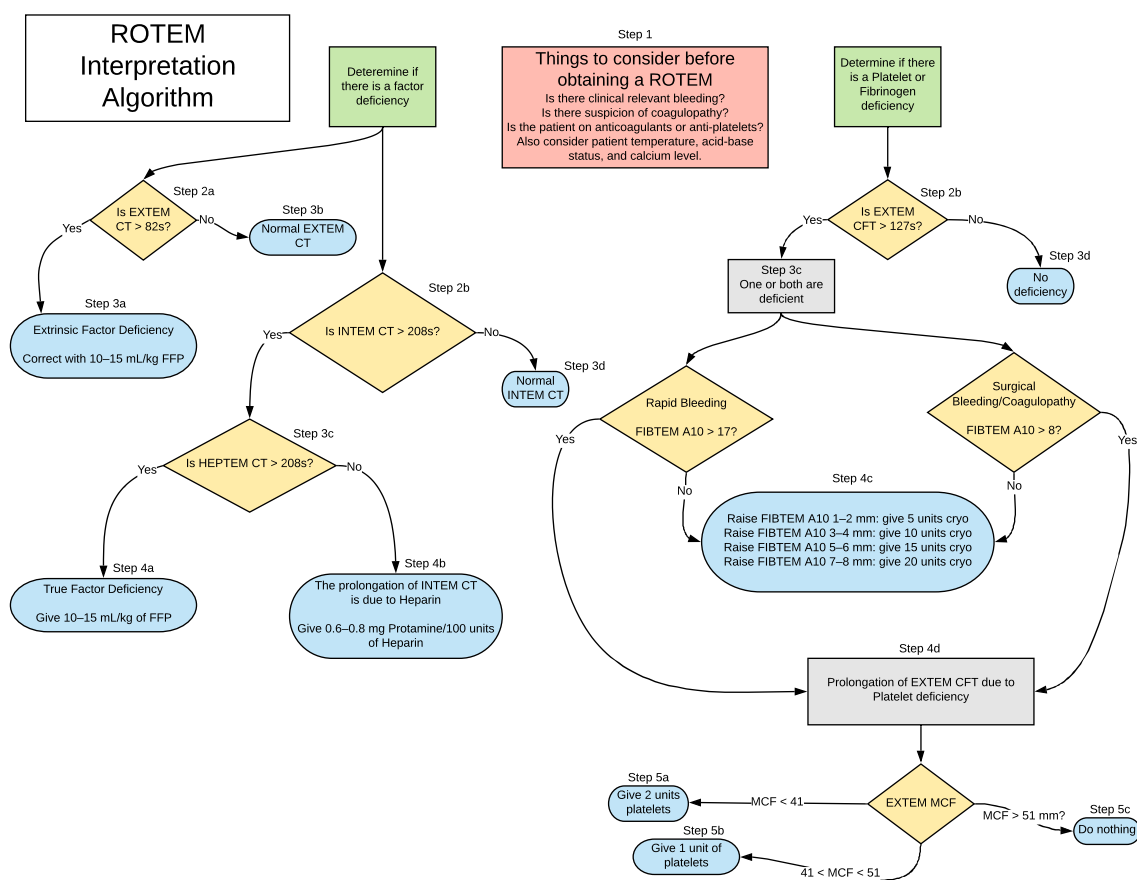 ROTEM
Interpretation
Algorithm
Deteremine if
there is a factor
deficiency
Step 1
Things to consider before
obtaining a ROTEM
Is there clinical relevant bleeding?
Is there suspicion of coagulopathy?
Is the patient on anticoagulants or anti-platelets?
Also consider patient temperature, acid-base
status, and calcium level.
Determine if there
is a Platelet or
Fibrinogen
deficiency
Step 2a
Is EXTEM
CT > 82s?
Yes
No
Step 3b
Normal EXTEM
CT
Step 3a
Extrinsic Factor Deficiency
Correct with 10–15 mL/kg FFP
Step 2b
Is INTEM CT > 208s?
Yes
No
Step 3d
Normal
INTEM CT
Step 3c
Is HEPTEM CT > 208s?
Yes
No
Step 4a
True Factor Deficiency
Give 10–15 mL/kg of FFP
Step 4b
The prolongation of INTEM CT
is due to Heparin
Give 0.6–0.8 mg Protamine/100 units
of Heparin
Step 2b
Is EXTEM
CFT > 127s?
Yes
No
Step 3d
No
deficiency
Step 3c
One or both are
deficient
Rapid Bleeding
FIBTEM A10 > 17?
Yes
No
Surgical
Bleeding/Coagulopathy
FIBTEM A10 > 8?
Yes
No
Step 4c
Raise FIBTEM A10 1–2 mm: give 5 units cryo
Raise FIBTEM A10 3–4 mm: give 10 units cryo
Raise FIBTEM A10 5–6 mm: give 15 units cryo
Raise FIBTEM A10 7–8 mm: give 20 units cryo
Step 4d
Prolongation of EXTEM CFT due to
Platelet deficiency
EXTEM MCF
MCF < 41
Step 5a
Give 2 units
platelets
41 < MCF < 51
Step 5b
Give 1 unit of
platelets
MCF > 51 mm?
Step 5c
Do nothing